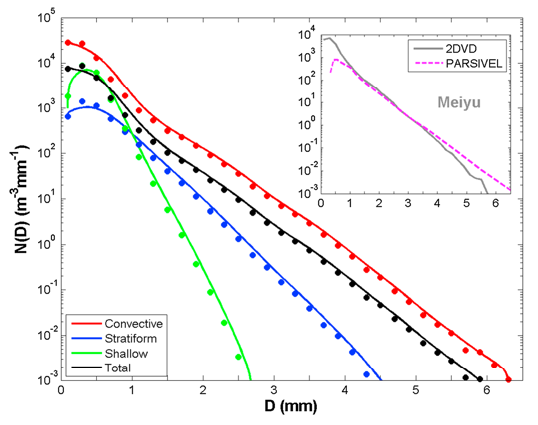 10^5
10^4
10^3
10^2
10^1
10^0
10^-1
10^-2
10^-3
N(D) (m^-3mm^-1)
0 1 2 3 4 5 6
D (mm)
Convective
Stratiform
Shallow
Total
10^4
10^3
10^2
10^1
10^0
10^-1
10^-2
10^-3
0 1 2 3 4 5 6
2DVD
PARSIVEL
Meiyu